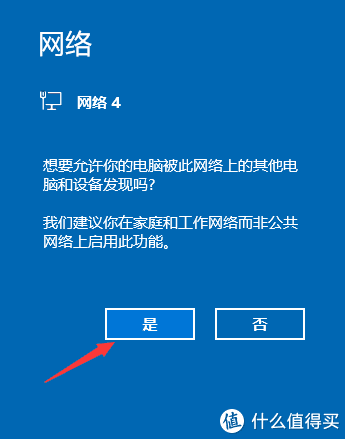 网络
网络 4
想要允许你的电脑被此网络上的其他电
脑和设备发现吗?
我们建议你在家庭和工作网络而非公共
网络上启用此功能。
是
否
值 什么值得买